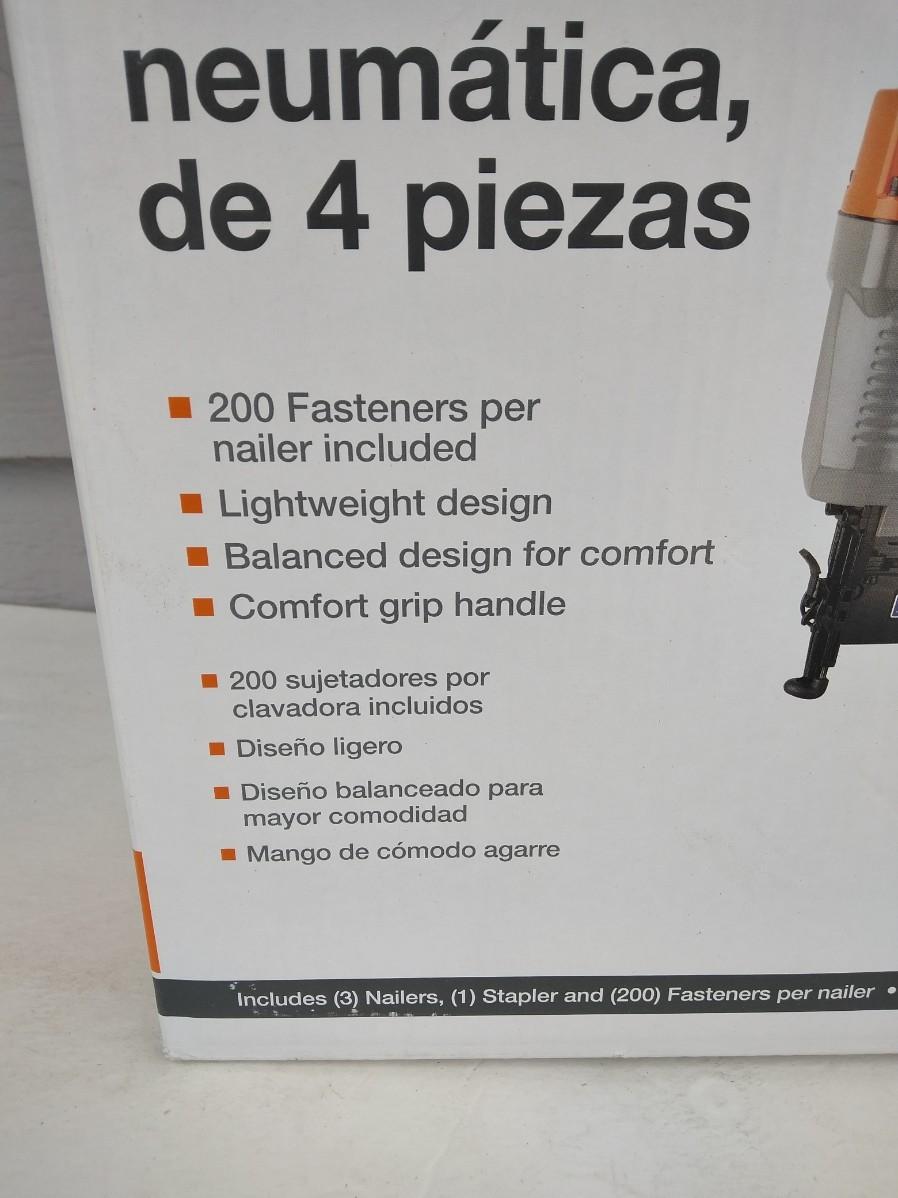 neumática,
de 4 piezas
200 Fasteners per
nailer included
Lightweight design
Balanced design for comfort
Comfort grip handle
200 sujetadores por
clavadora incluidos
Diseño ligero
Diseño balanceado para
mayor comodidad
Mango de cómodo agarre
Includes (3) Nailers, (1) Stapler and (200) Fasteners per nailer •